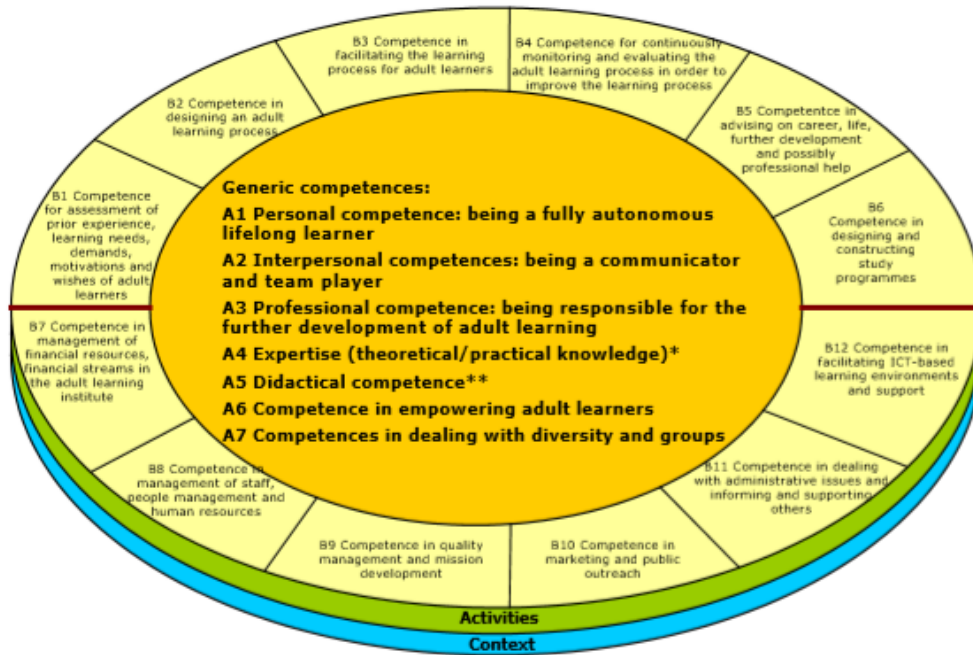 B3 Competence in
facilitating the learning
process for adult learners
B4 Competence for continuously
monitoring and evaluating the
adult learning process in order to
improve the learning process
B2 Competence in
designing an adult
learning process
B5 Competentce in
advising on career, life,
further development
and possibly
professional help
B1 Competence
for assessment of
prior experience,
learning needs,
demands,
motivations and
wishes of adult
learners
B6
Competence in
designing and
constructing
study
programmes
Generic competences:
A1 Personal competence: being a fully autonomous
lifelong learner
A2 Interpersonal competences: being a communicator
and team player
A3 Professional competence: being responsible for the
further development of adult learning
A4 Expertise (theoretical/practical knowledge)*
A5 Didactical competence**
A6 Competence in empowering adult learners
A7 Competences in dealing with diversity and groups
B7 Competence in
management of
financial resources,
financial streams in
the adult learning
institute
B12 Competence in
facilitating ICT-based
learning environments
and support
B8 Competence in
management of staff,
people management and
human resources
B11 Competence in dealing
with administrative issues and
informing and supporting
others
B9 Competence in quality
management and mission
development
B10 Competence in
marketing and public
outreach
Activities
Context